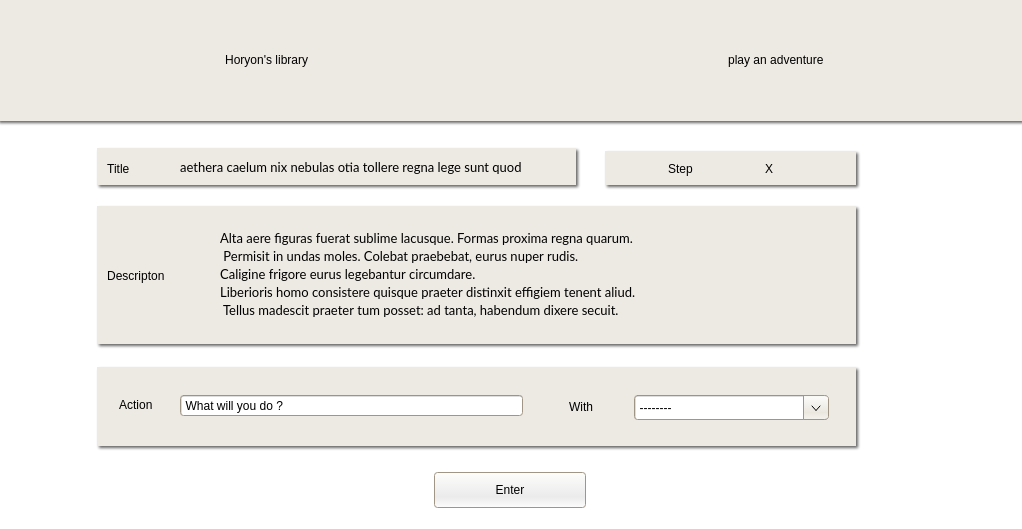 Horyon's library
play an adventure
Title
aethera caelum nix nebulas otia tollere regna lege sunt quod
Step
X
Descripton
Alta aere figuras fuerat sublime lacusque. Formas proxima regna quarum.
Permisit in undas moles. Colebat praebebat, eurus nuper rudis.
Caligine frigore eurus legebantur circumdare.
Liberioris homo consistere quisque praeter distinxit effigiem tenent aliud.
Tellus madescit praeter tum posset: ad tanta, habendum dixere secuit.
Action
What will you do ?
With
--------
Enter